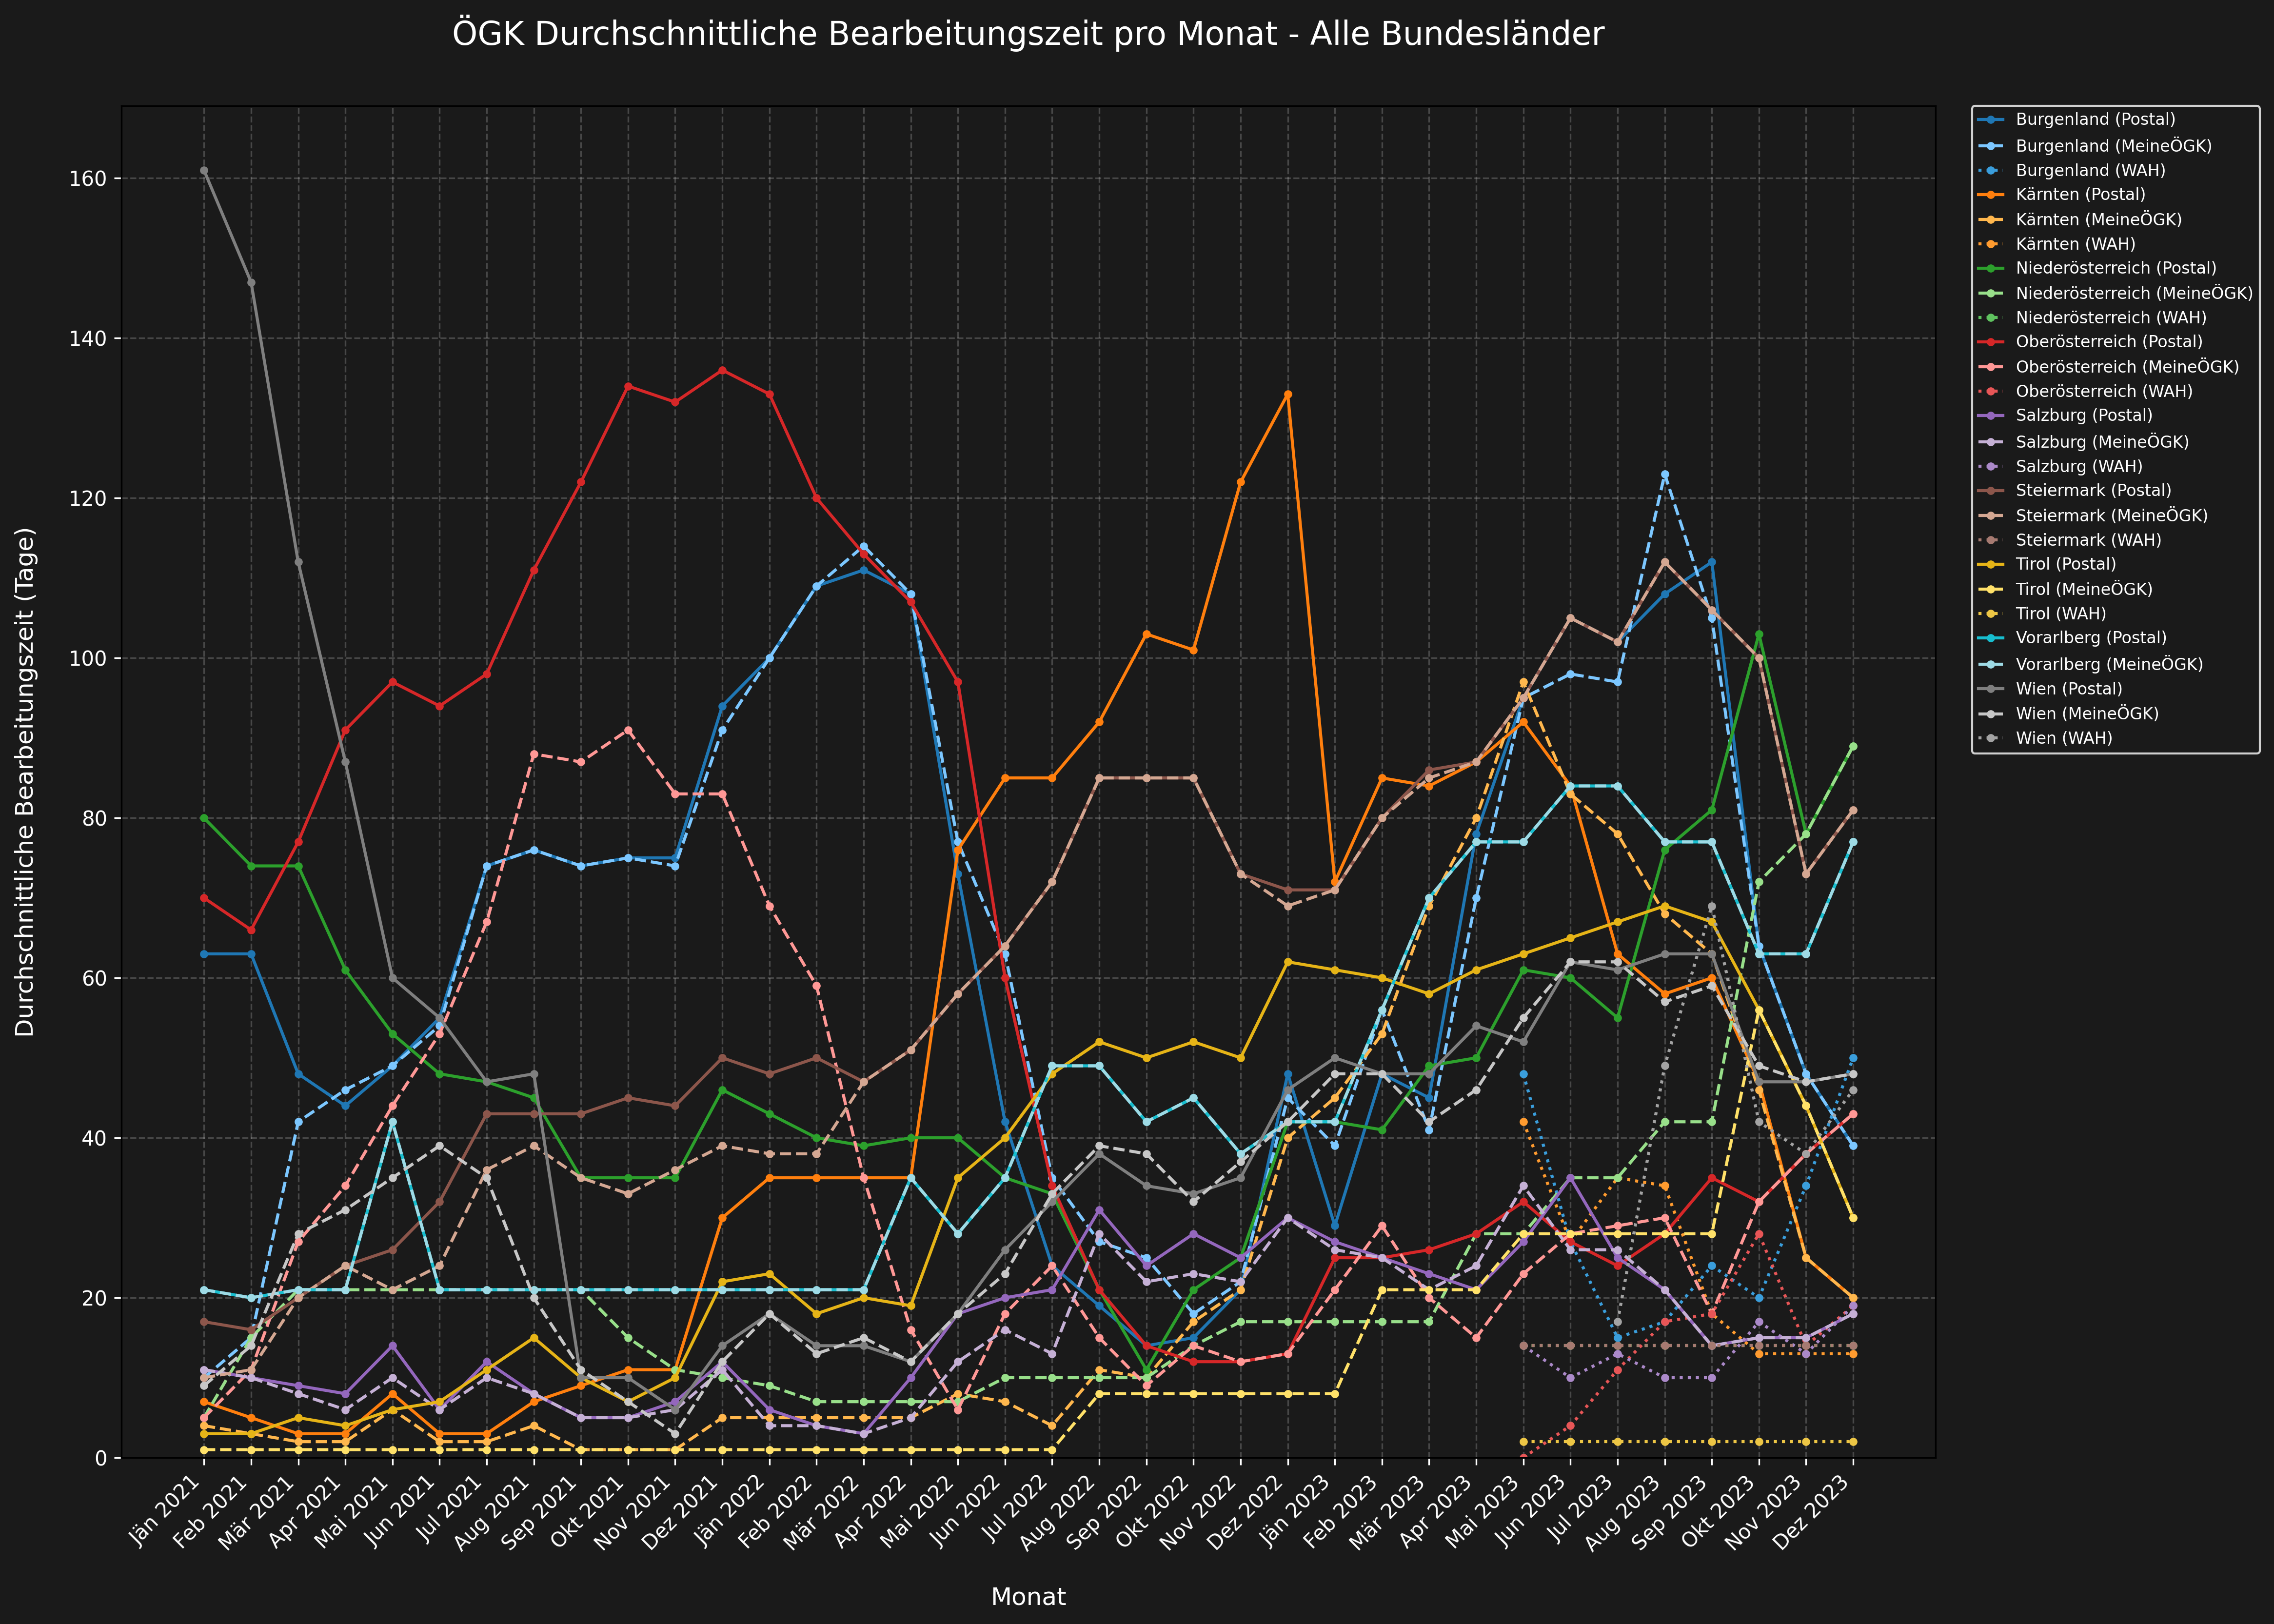 ÖGK Durchschnittliche Bearbeitungszeit pro Monat - Alle Bundesländer
Durchschnittliche Bearbeitungszeit (Tage)
160
140
120
100
80
60
40
20
0
Jän 2021
Feb 2021
Mär 2021
Apr 2021
Mai 2021
Jun 2021
Jul 2021
Aug 2021
Sep 2021
Okt 2021
Nov 2021
Dez 2021
Jän 2022
Feb 2022
Mär 2022
Apr 2022
Mai 2022
Jun 2022
Jul 2022
Aug 2022
Sep 2022
Okt 2022
Nov 2022
Dez 2022
Jän 2023
Feb 2023
Mär 2023
Apr 2023
Mai 2023
Jun 2023
Jul 2023
Aug 2023
Sep 2023
Okt 2023
Nov 2023
Dez 2023
Monat
Burgenland (Postal)
Burgenland (MeineÖGK)
Burgenland (WAH)
Kärnten (Postal)
Kärnten (MeineÖGK)
Kärnten (WAH)
Niederösterreich (Postal)
Niederösterreich (MeineÖGK)
Niederösterreich (WAH)
Oberösterreich (Postal)
Oberösterreich (MeineÖGK)
Oberösterreich (WAH)
Salzburg (Postal)
Salzburg (MeineÖGK)
Salzburg (WAH)
Steiermark (Postal)
Steiermark (MeineÖGK)
Steiermark (WAH)
Tirol (Postal)
Tirol (MeineÖGK)
Tirol (WAH)
Vorarlberg (Postal)
Vorarlberg (MeineÖGK)
Wien (Postal)
Wien (MeineÖGK)
Wien (WAH)